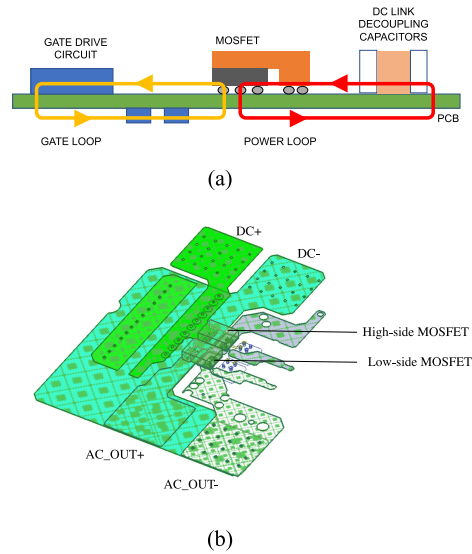 DC LINK
DECOUPLING
CAPACITORS
GATE DRIVE
CIRCUIT
MOSFET
PCB
GATE LOOP
POWER LOOP
(a)
DC+
DC-
High-side MOSFET
Low-side MOSFET
AC_OUT+
AC_OUT-
(b)